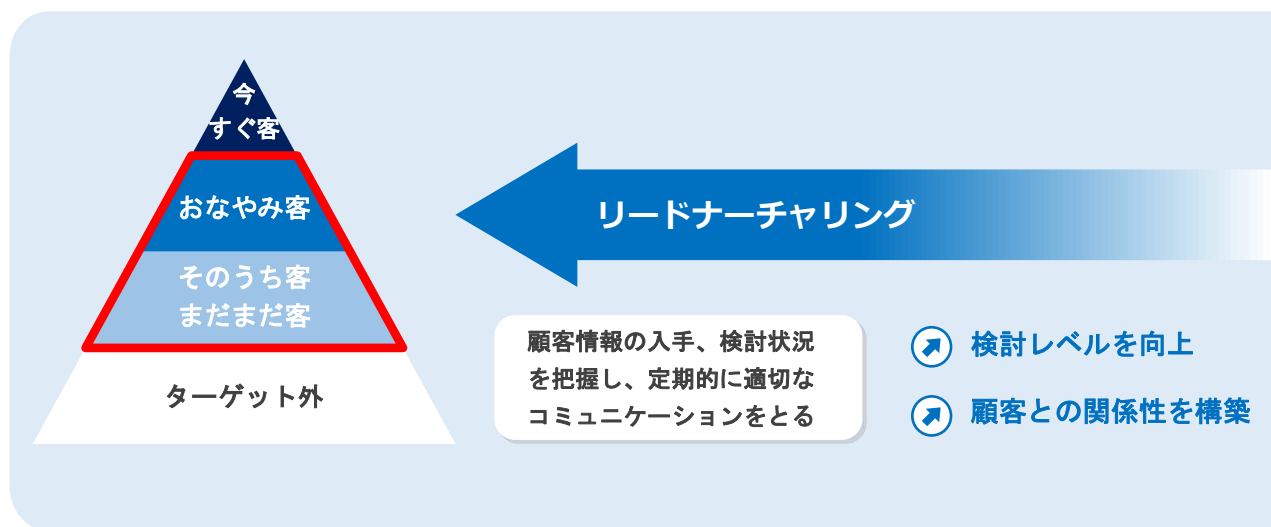 今
すぐ客
おなやみ客
そのうち客
まだまだ客
ターゲット外
リードナーチャリング
顧客情報の入手、検討状況
を把握し、定期的に適切な
コミュニケーションをとる
検討レベルを向上
顧客との関係性を構築